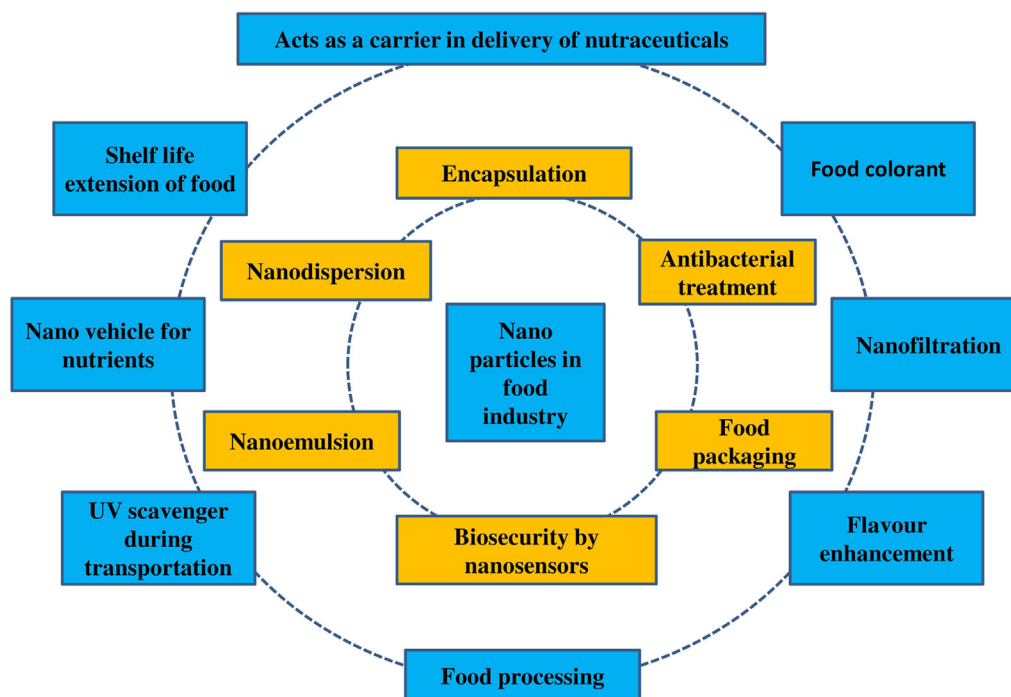 Acts as a carrier in delivery of nutraceuticals
Shelf life
extension of food
Encapsulation
Food colorant
Nanodispersion
Antibacterial
treatment
Nano vehicle for
nutrients
Nano
particles in
food
industry
Nanofiltration
Nanoemulsion
Food
packaging
UV scavenger
during
transportation
Biosecurity by
nanosensors
Flavour
enhancement
Food processing